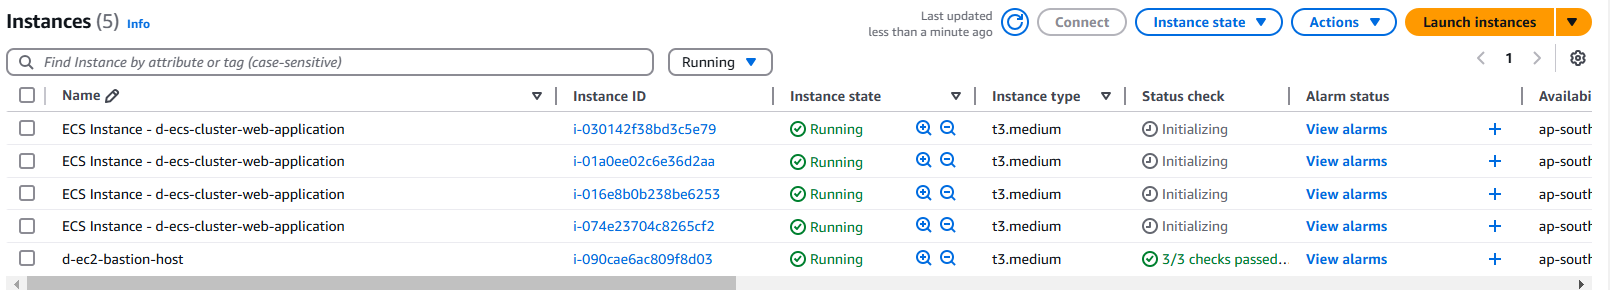 Instances (5) Info
Last updated
less than a minute ago
Connect
Instance state
Actions
Launch instances
Find Instance by attribute or tag (case-sensitive)
Running
1
Name Instance ID Instance state Instance type Status check Alarm status Availabi
ECS Instance - d-ecs-cluster-web-application i-030142f38bd3c5e79 Running t3.medium Initializing View alarms + ap-sout
ECS Instance - d-ecs-cluster-web-application i-01a0ee02c6e36d2aa Running t3.medium Initializing View alarms + ap-sout
ECS Instance - d-ecs-cluster-web-application i-016e8b0b238be6253 Running t3.medium Initializing View alarms + ap-sout
ECS Instance - d-ecs-cluster-web-application i-074e23704c8265cf2 Running t3.medium Initializing View alarms + ap-sout
d-ec2-bastion-host i-090cae6ac809f8d03 Running t3.medium 3/3 checks passed... View alarms + ap-sout